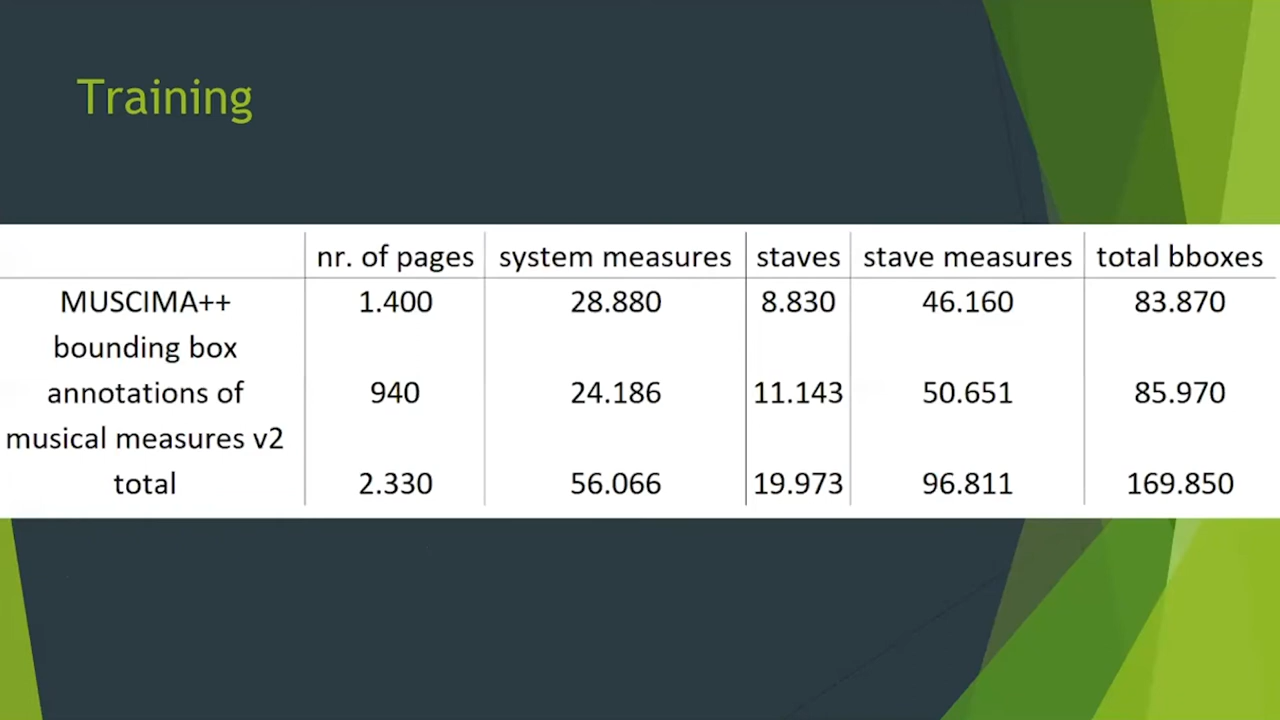 Training
nr. of pages system measures staves stave measures total bboxes
MUSCIMA++ 1.400 28.880 8.830 46.160 83.870
bounding box
annotations of 940 24.186 11.143 50.651 85.970
musical measures v2
total 2.330 56.066 19.973 96.811 169.850